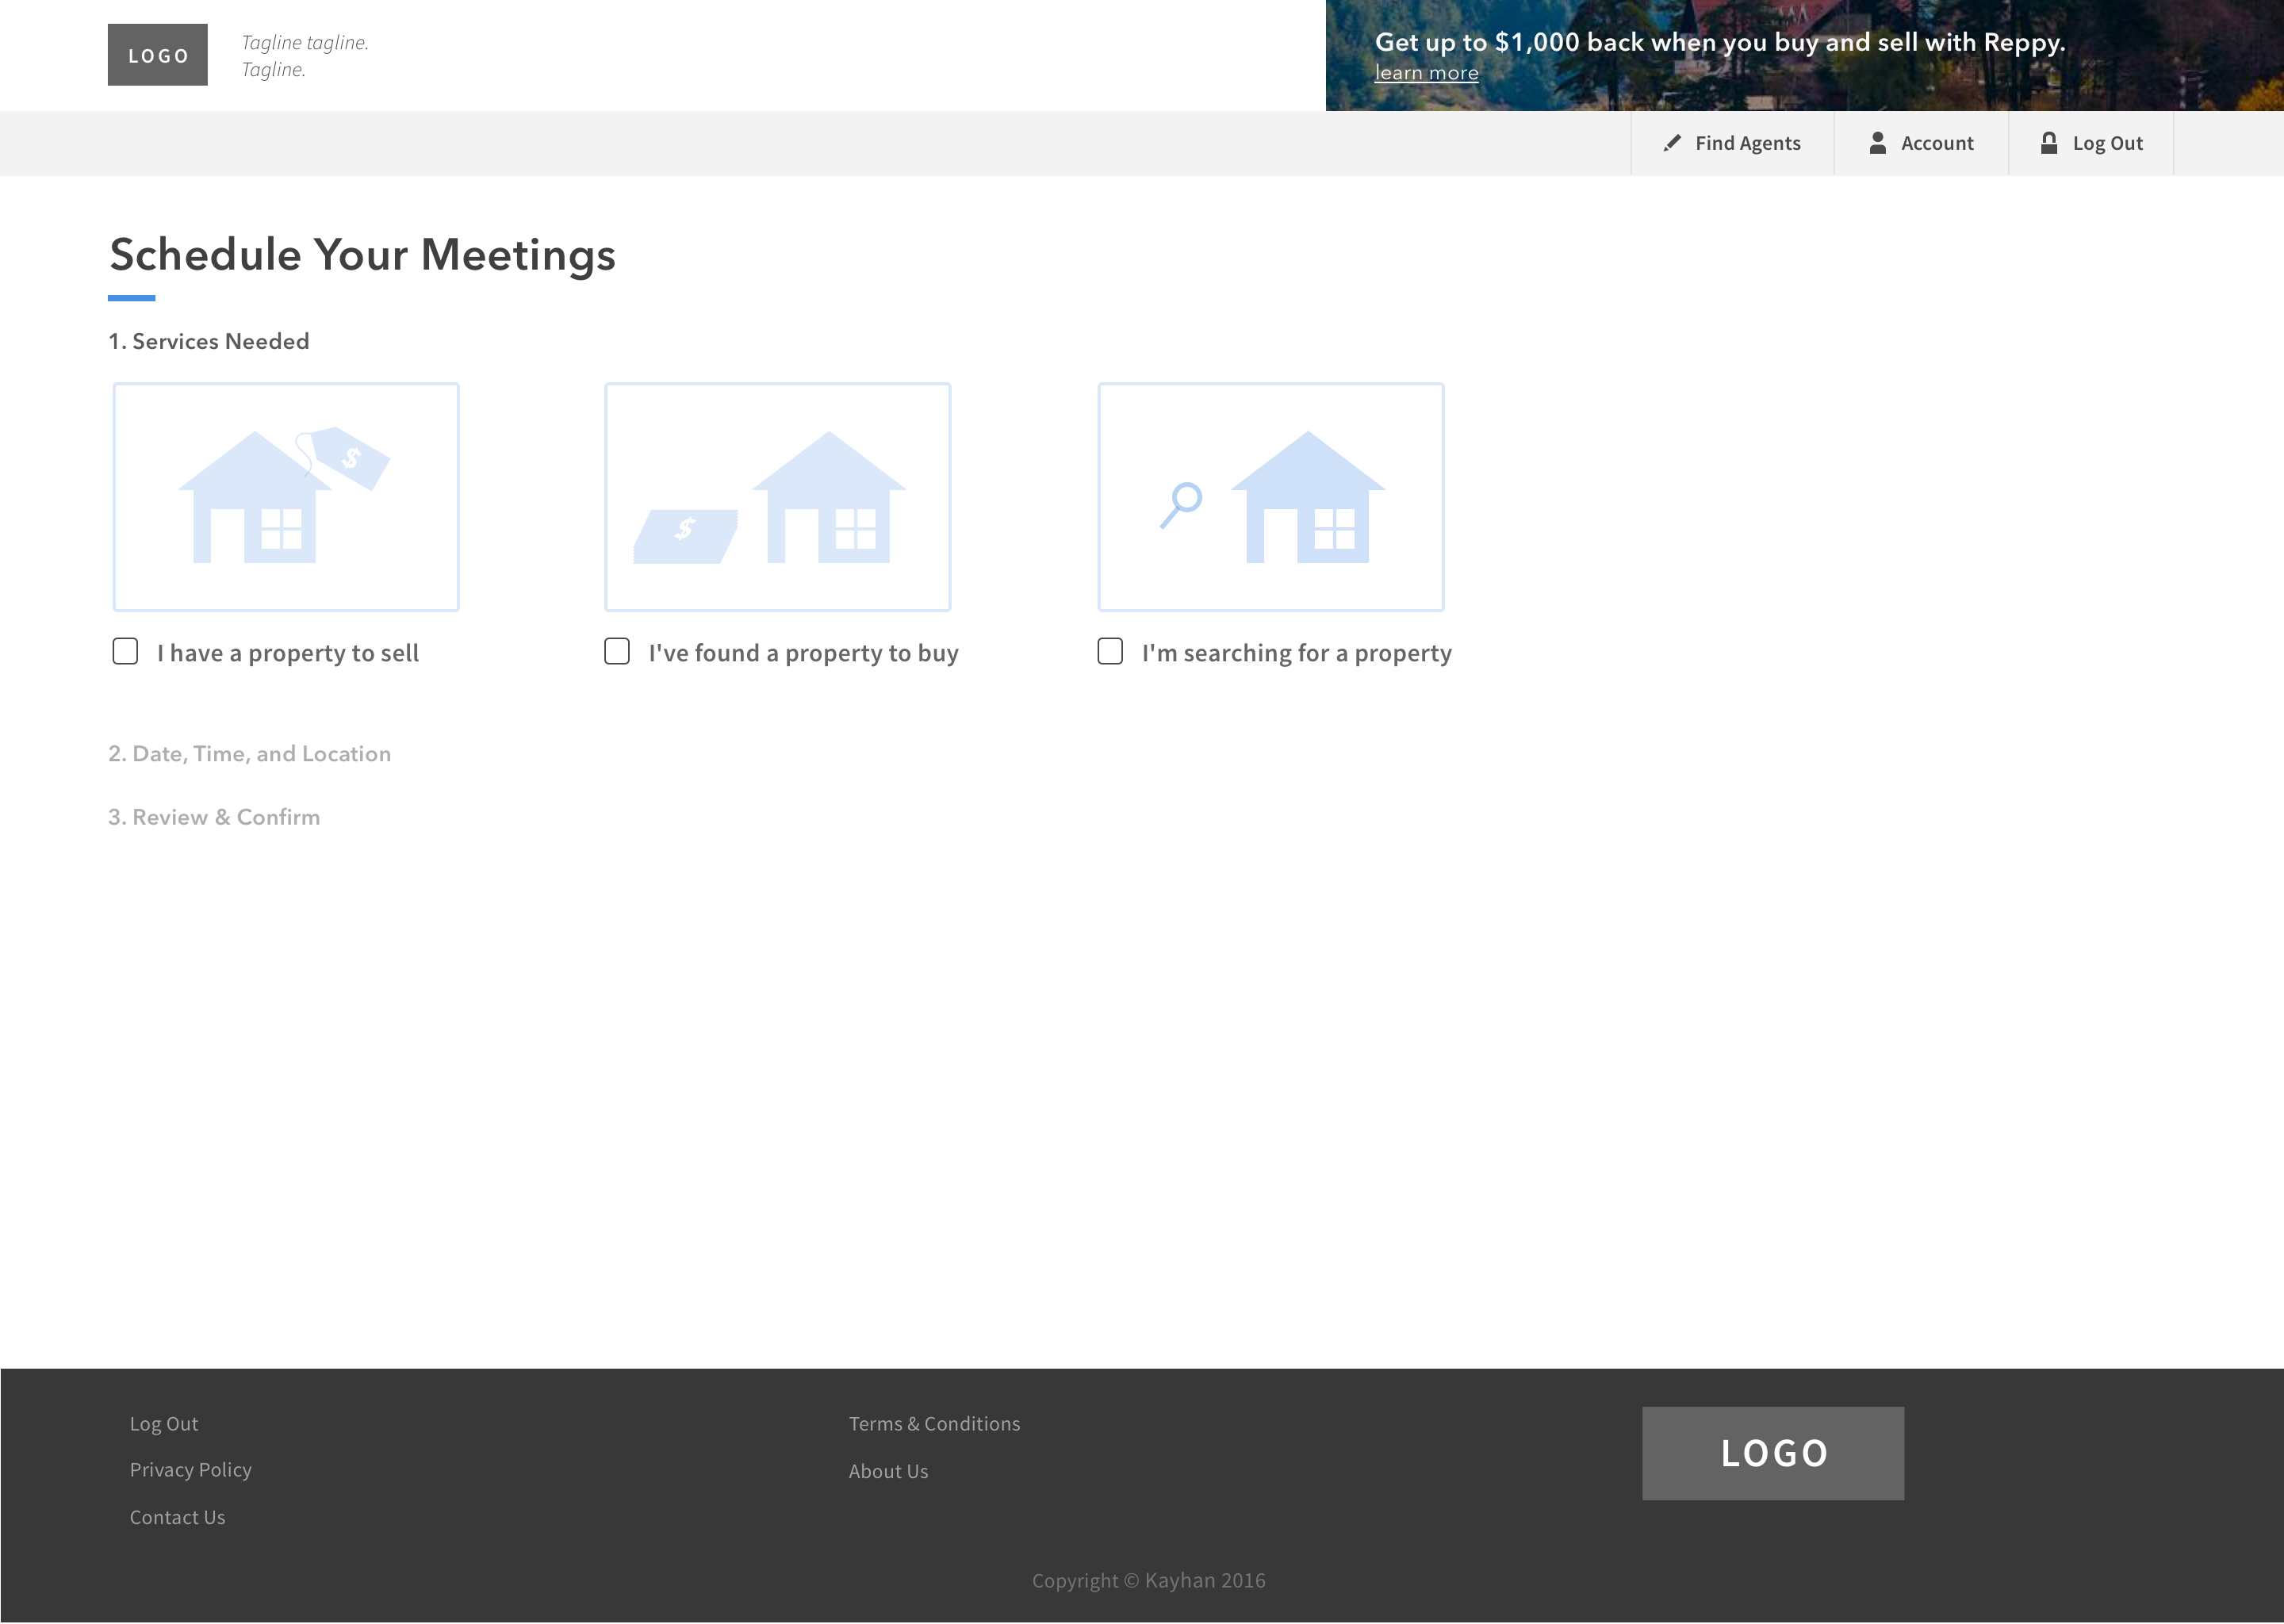 LOGO
Tagline tagline.
Tagline.
Get up to $1,000 back when you buy and sell with Reppy.
learn more
Find Agents
Account
Log Out
Schedule Your Meetings
1. Services Needed
$
$
I have a property to sell
I've found a property to buy
I'm searching for a property
2. Date, Time, and Location
3. Review & Confirm
Log Out
Privacy Policy
Contact Us
Terms & Conditions
About Us
LOGO
Copyright © Kayhan 2016